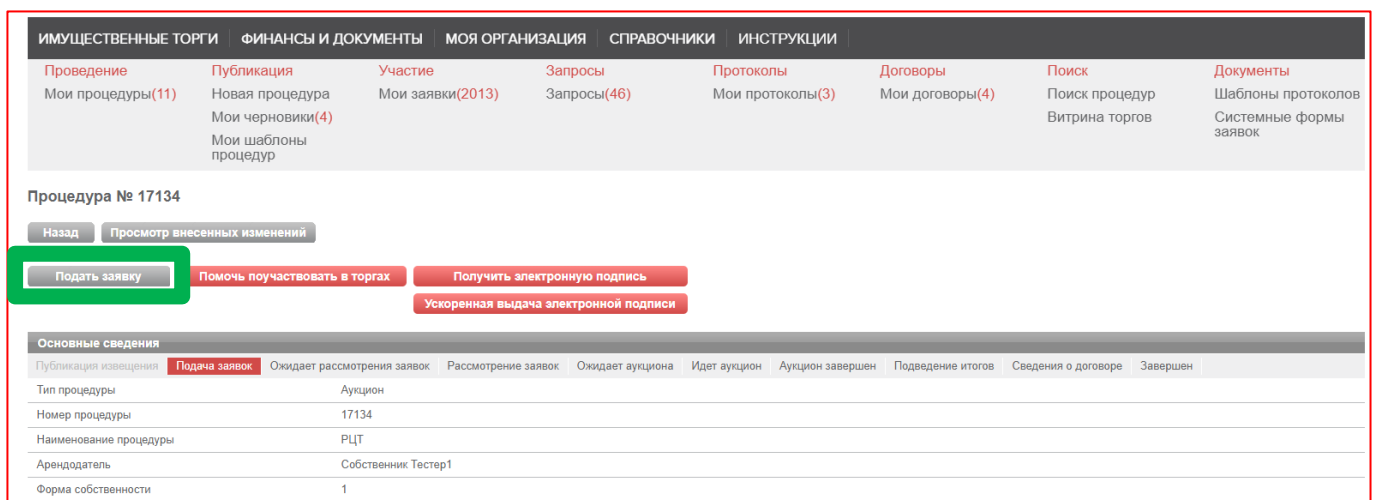 ИМУЩЕСТВЕННЫЕ ТОРГИ ФИНАНСЫ И ДОКУМЕНТЫ МОЯ ОРГАНИЗАЦИЯ СПРАВОЧНИКИ ИНСТРУКЦИИ
Проведение Публикация Участие Запросы Протоколы Договоры Поиск Документы
Мои процедуры(11) Новая процедура Мои заявки(2013) Запросы(46) Мои протоколы(3) Мои договоры(4) Поиск процедур Шаблоны протоколов
Мои черновики(4) Витрина торгов Системные формы
заявок
Мои шаблоны
процедур
Процедура № 17134
Назад Просмотр внесенных изменений
Подать заявку Помочь поучаствовать в торгах Получить электронную подпись
Ускоренная выдача электронной подписи
Основные сведения
Публикация извещения Подача заявок Ожидает рассмотрения заявок Рассмотрение заявок Ожидает аукциона Идет аукцион Аукцион завершен Подведение итогов Сведения о договоре Завершен
Тип процедуры Аукцион
Номер процедуры 17134
Наименование процедуры РЦТ
Арендодатель Собственник Тестер1
Форма собственности 1